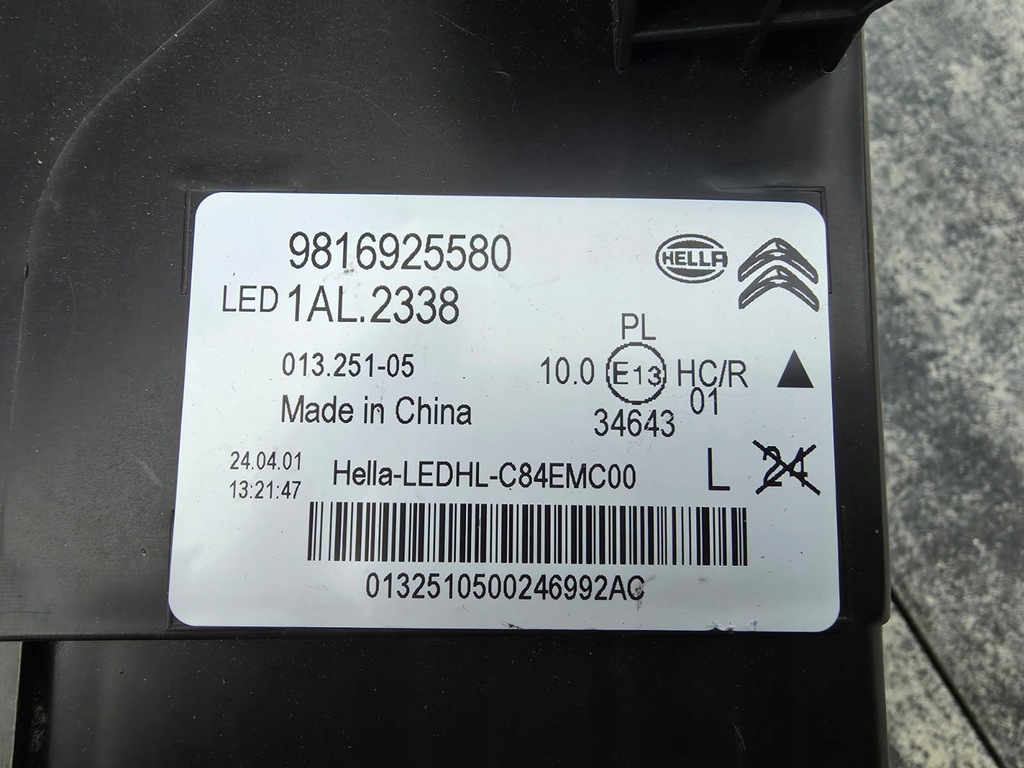 9816925580
HELLA
LED 1AL.2338
PL
013.251-05
10.0 E13 HC/R
01
Made in China
34643
24.04.01
13:21:47
Hella-LEDHL-C84EMC00
L 24
0132510500246992AC